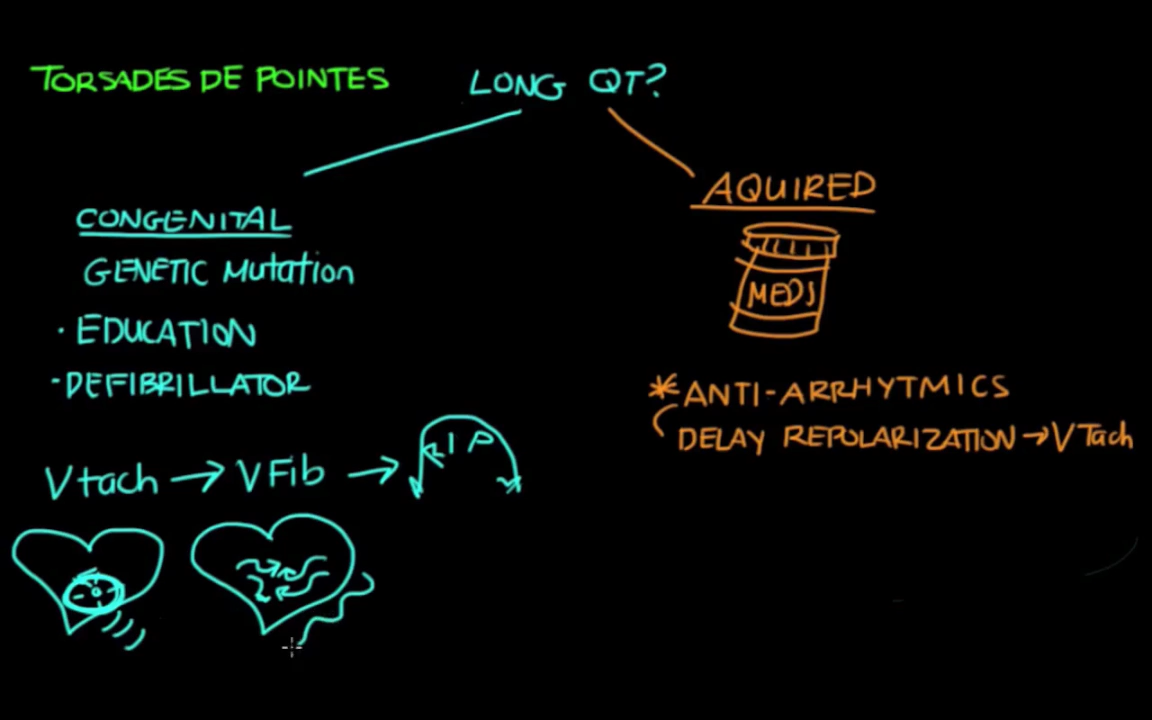 TORSADES DE POINTES
LONG QT?
CONGENITAL
GENETIC Mutation
· EDUCATION
· DEFIBRILLATOR
Vtach → VFib → RIP
AQUIRED
MEDS
*ANTI-ARRHYTMICS
DELAY REPOLARIZATION → VTach